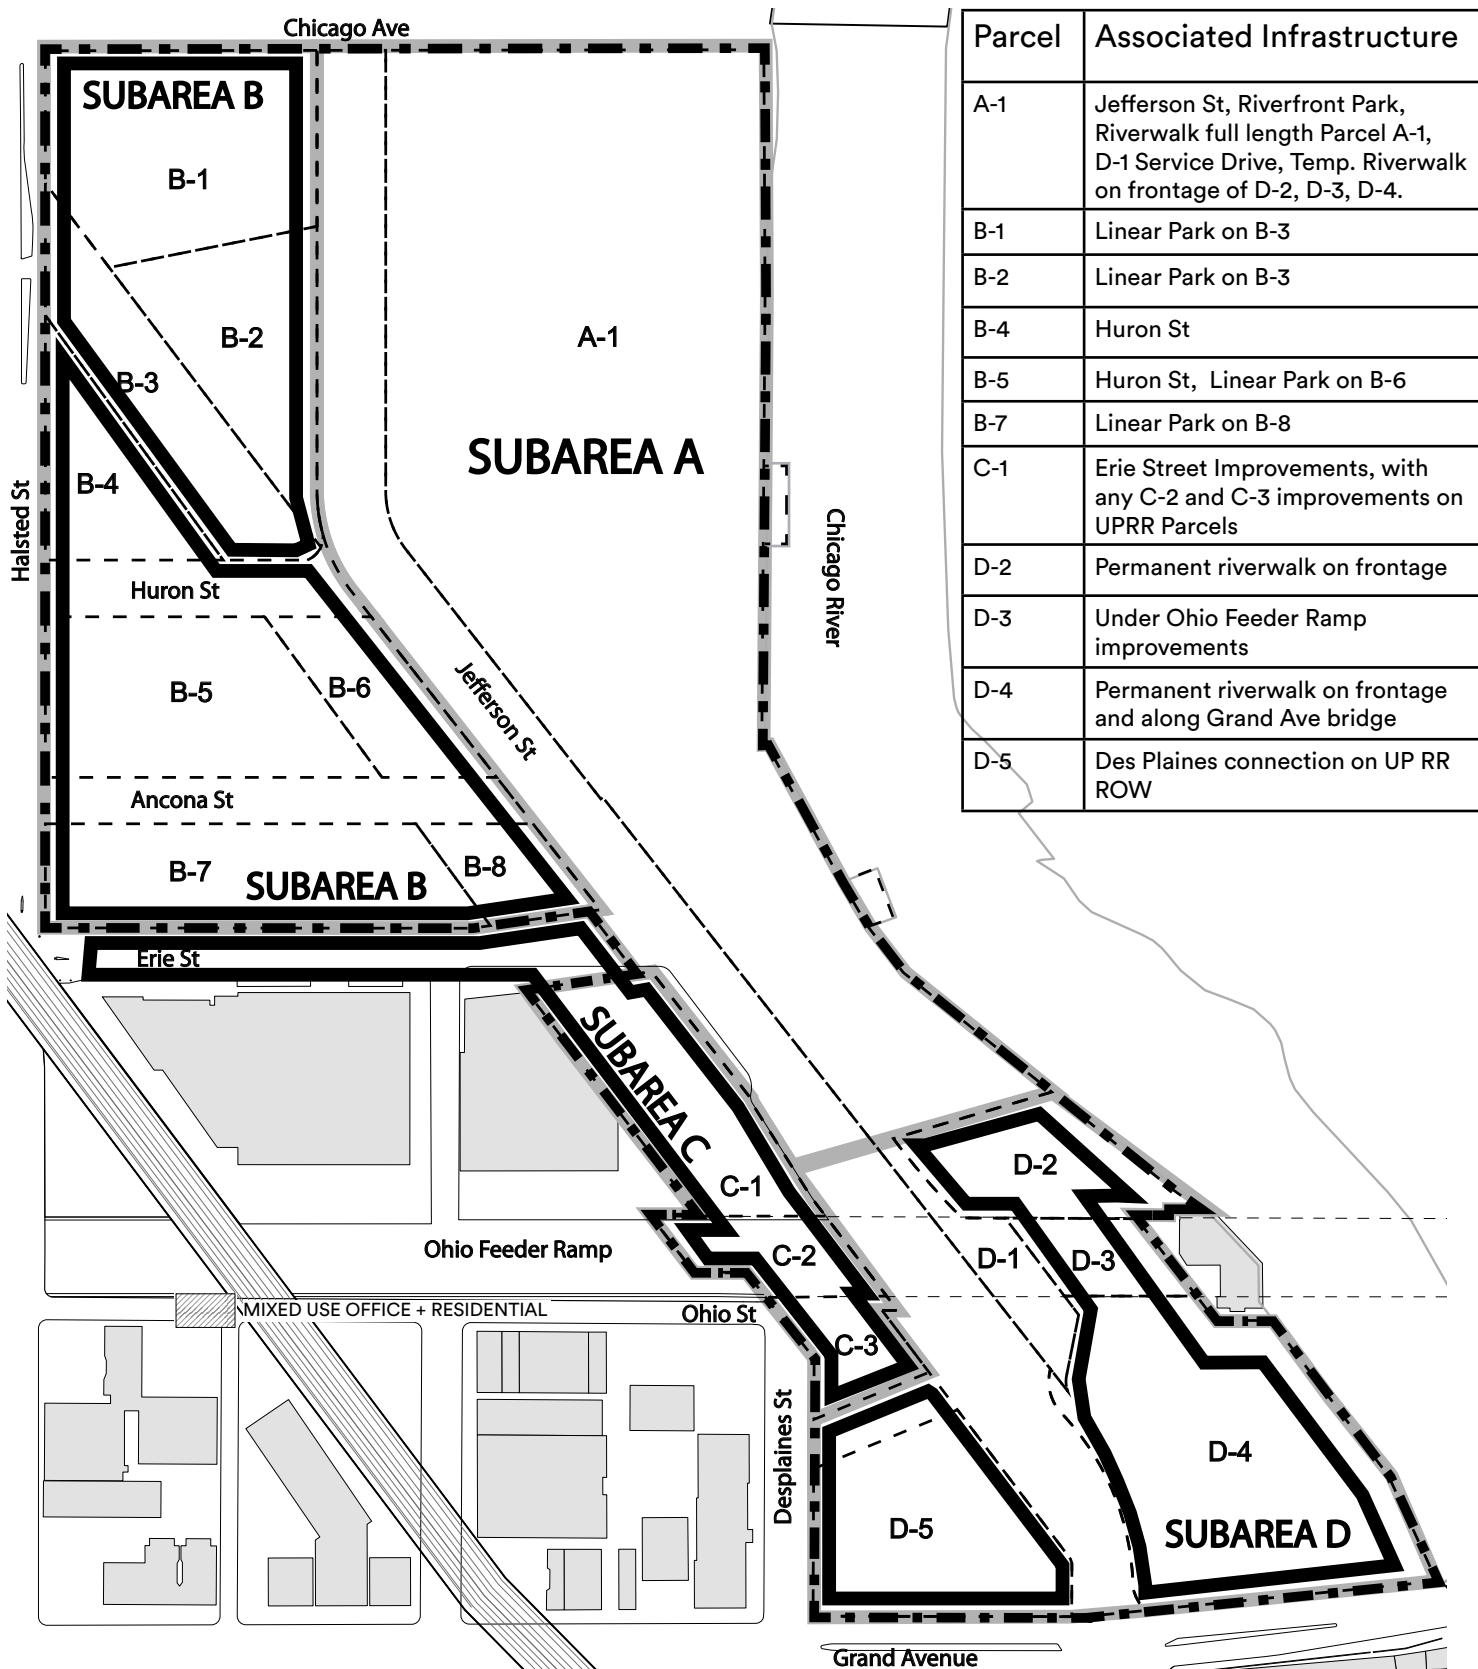 Chicago Ave
SUBAREA B
B-1
B-2
B-3
A-1
SUBAREA A
B-4
Halsted St
Huron St
Chicago River
B-5
B-6
Jefferson St
Ancona St
B-7
SUBAREA B
B-8
Erie St
SUBAREA C
C-1
D-2
Ohio Feeder Ramp
C-2
D-1
D-3
MIXED USE OFFICE + RESIDENTIAL
Ohio St
C-3
Desplaines St
D-4
D-5
SUBAREA D
Grand Avenue
Parcel Associated Infrastructure
A-1 Jefferson St, Riverfront Park,
Riverwalk full length Parcel A-1,
D-1 Service Drive, Temp. Riverwalk
on frontage of D-2, D-3, D-4.
B-1 Linear Park on B-3
B-2 Linear Park on B-3
B-4 Huron St
B-5 Huron St, Linear Park on B-6
B-7 Linear Park on B-8
C-1 Erie Street Improvements, with
any C-2 and C-3 improvements on
UPRR Parcels
D-2 Permanent riverwalk on frontage
D-3 Under Ohio Feeder Ramp
improvements
D-4 Permanent riverwalk on frontage
and along Grand Ave bridge
D-5 Des Plaines connection on UP RR
ROW